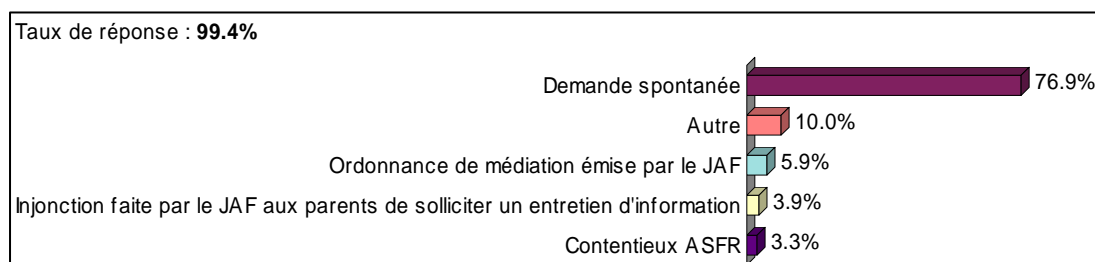 Taux de réponse : 99.4%
Demande spontanée 76.9%
Autre 10.0%
Ordonnance de médiation émise par le JAF 5.9%
Injonction faite par le JAF aux parents de solliciter un entretien d'information 3.9%
Contentieux ASFR 3.3%